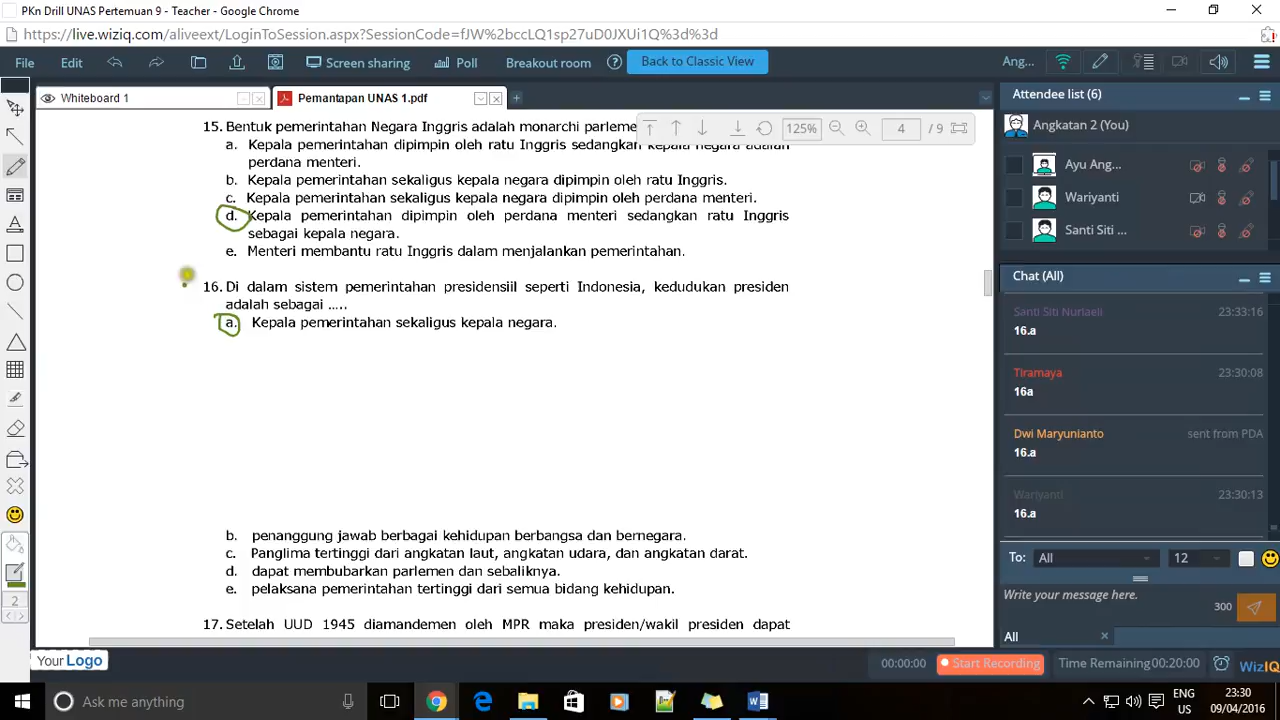 PKn Drill UNAS Pertemuan 9 - Teacher - Google Chrome
https://live.wiziq.com/aliveext/LoginToSession.aspx?SessionCode=fJW%2bccLQ1sp27uD0JXUi1Q%3d%3d
File Edit Screen sharing Poll Breakout room ? Back to Classic View Ang...
Whiteboard 1 Pemantapan UNAS 1.pdf
125% 4 / 9
15. Bentuk pemerintahan Negara Inggris adalah monarchi parleme
a. Kepala pemerintahan dipimpin oleh ratu Inggris sedangkan kepala negara adalah
perdana menteri.
b. Kepala pemerintahan sekaligus kepala negara dipimpin oleh ratu Inggris.
c. Kepala pemerintahan sekaligus kepala negara dipimpin oleh perdana menteri.
d. Kepala pemerintahan dipimpin oleh perdana menteri sedangkan ratu Inggris
sebagai kepala negara.
e. Menteri membantu ratu Inggris dalam menjalankan pemerintahan.
16. Di dalam sistem pemerintahan presidensiil seperti Indonesia, kedudukan presiden
adalah sebagai .....
a. Kepala pemerintahan sekaligus kepala negara.
b. penanggung jawab berbagai kehidupan berbangsa dan bernegara.
c. Panglima tertinggi dari angkatan laut, angkatan udara, dan angkatan darat.
d. dapat membubarkan parlemen dan sebaliknya.
e. pelaksana pemerintahan tertinggi dari semua bidang kehidupan.
17. Setelah UUD 1945 diamandemen oleh MPR maka presiden/wakil presiden dapat
Attendee list (6)
Angkatan 2 (You)
Ayu Ang...
Wariyanti
Santi Siti ...
Chat (All)
Santi Siti Nurlaeli 23:33:16
16.a
Tiramaya 23:30:08
16a
Dwi Maryunianto sent from PDA
16.a
Wariyanti 23:30:13
16.a
To: All 12
Write your message here.
300
All
2
Your Logo
00:00:00 Start Recording Time Remaining 00:20:00 WizIQ
Ask me anything
ENG 23:30
US 09/04/2016